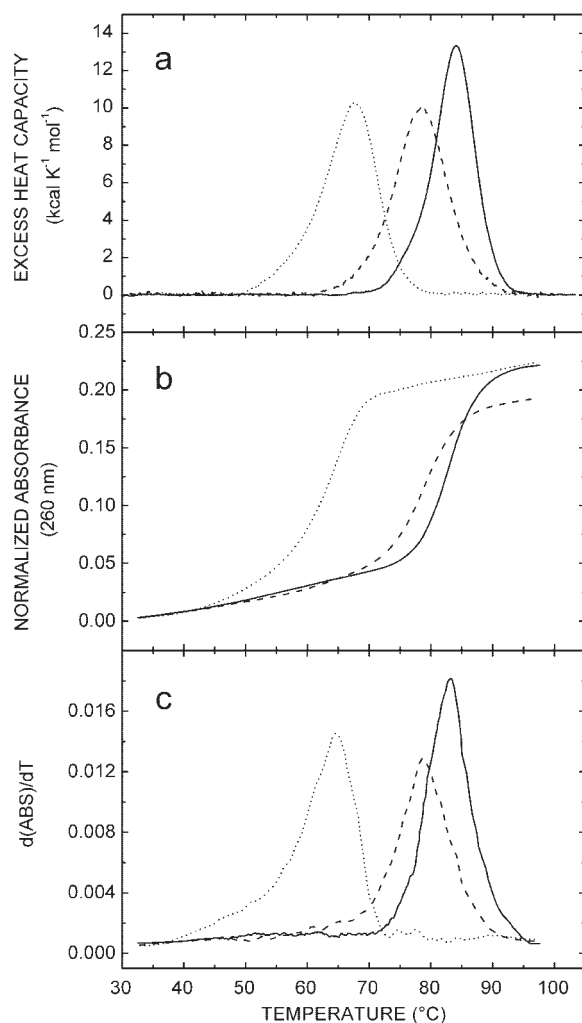 a
EXCESS HEAT CAPACITY
(kcal K⁻¹ mol⁻¹)
14
12
10
8
6
4
2
0
b
NORMALIZED ABSORBANCE
(260 nm)
0.25
0.20
0.15
0.10
0.05
0.00
c
d(ABS)/dT
0.016
0.012
0.008
0.004
0.000
30 40 50 60 70 80 90 100
TEMPERATURE (°C)